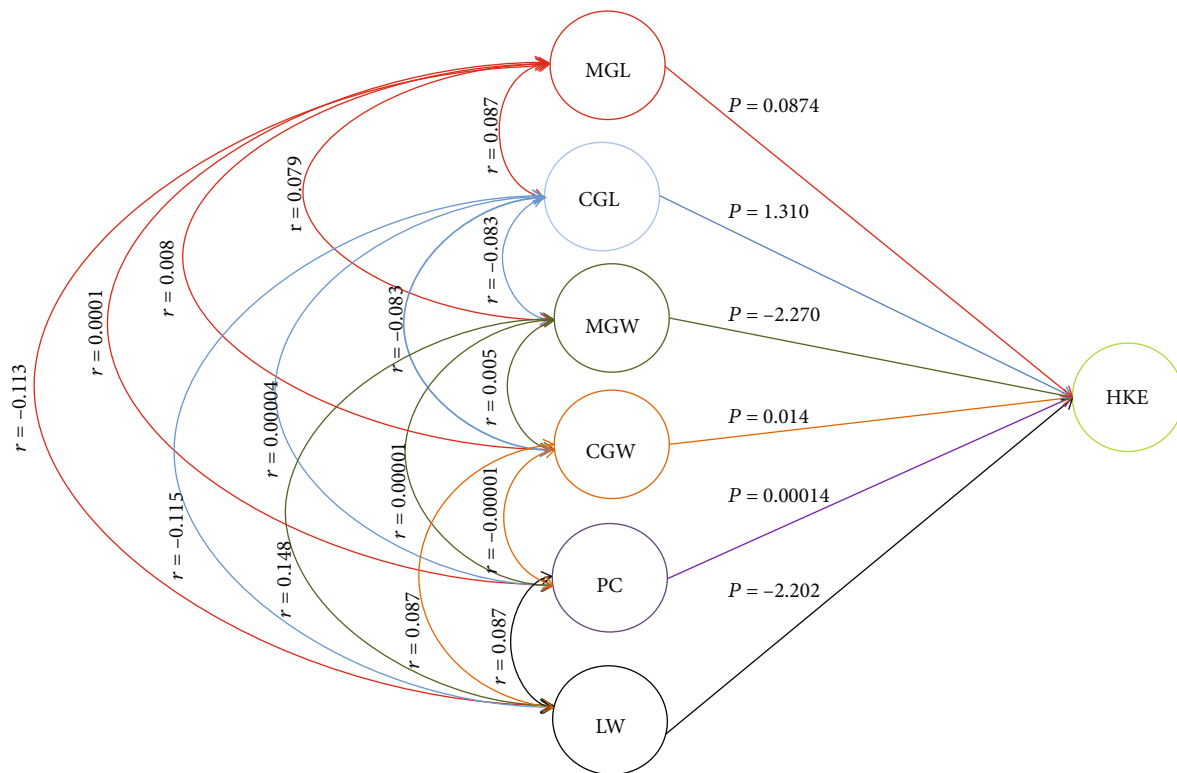 MGL
P = 0.0874
r = 0.087
CGL
r = 0.079
P = 1.310
r = 0.008
r = −0.083
MGW
r = 0.0001
r = −0.083
P = −2.270
r = −0.113
r = 0.005
HKE
r = 0.00004
P = 0.014
CGW
r = 0.00001
r = −0.00001
P = 0.00014
r = −0.115
r = 0.148
PC
P = −2.202
r = 0.087
r = 0.087
LW